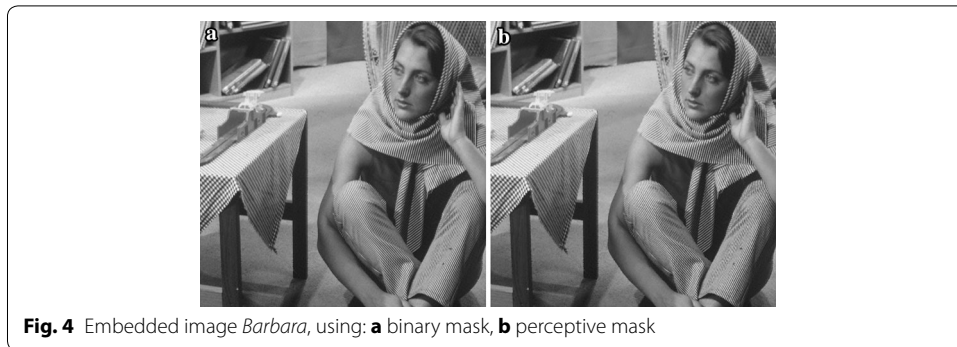 a
b
Fig. 4 Embedded image Barbara, using: a binary mask, b perceptive mask